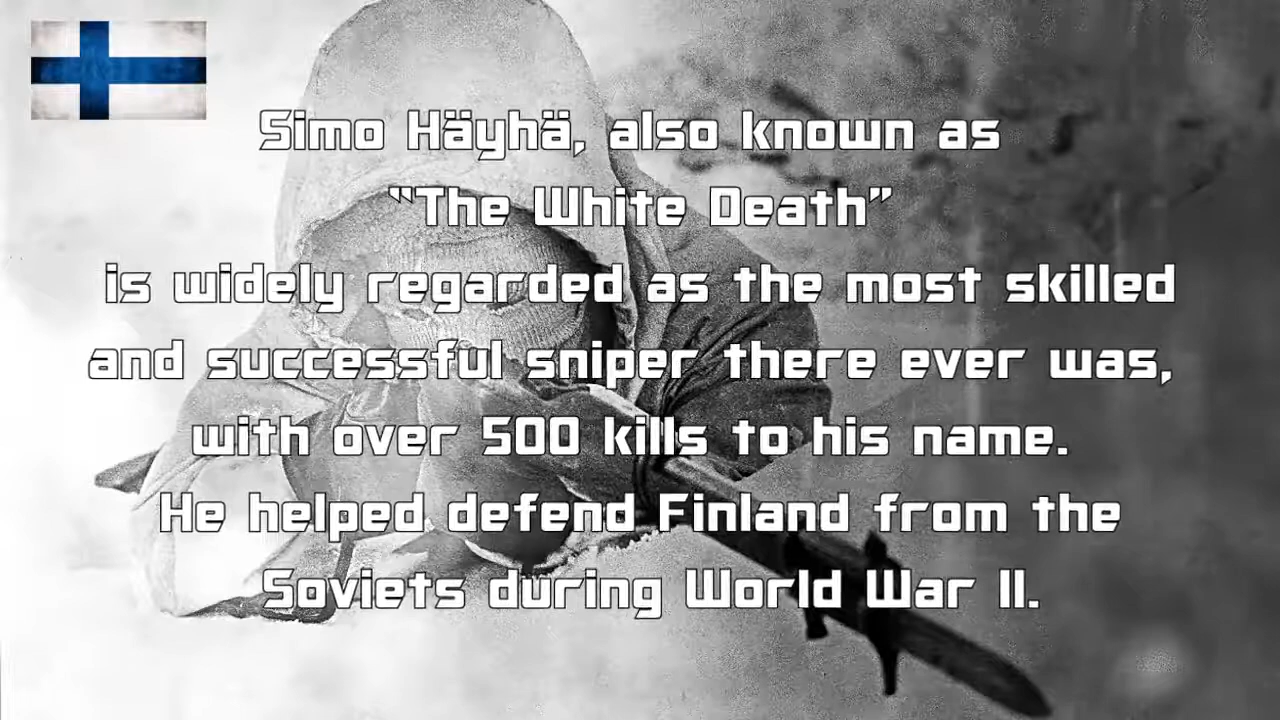 Simo Häyhä, also known as
“The White Death”
is widely regarded as the most skilled
and successful sniper there ever was,
with over 500 kills to his name.
He helped defend Finland from the
Soviets during World War II.